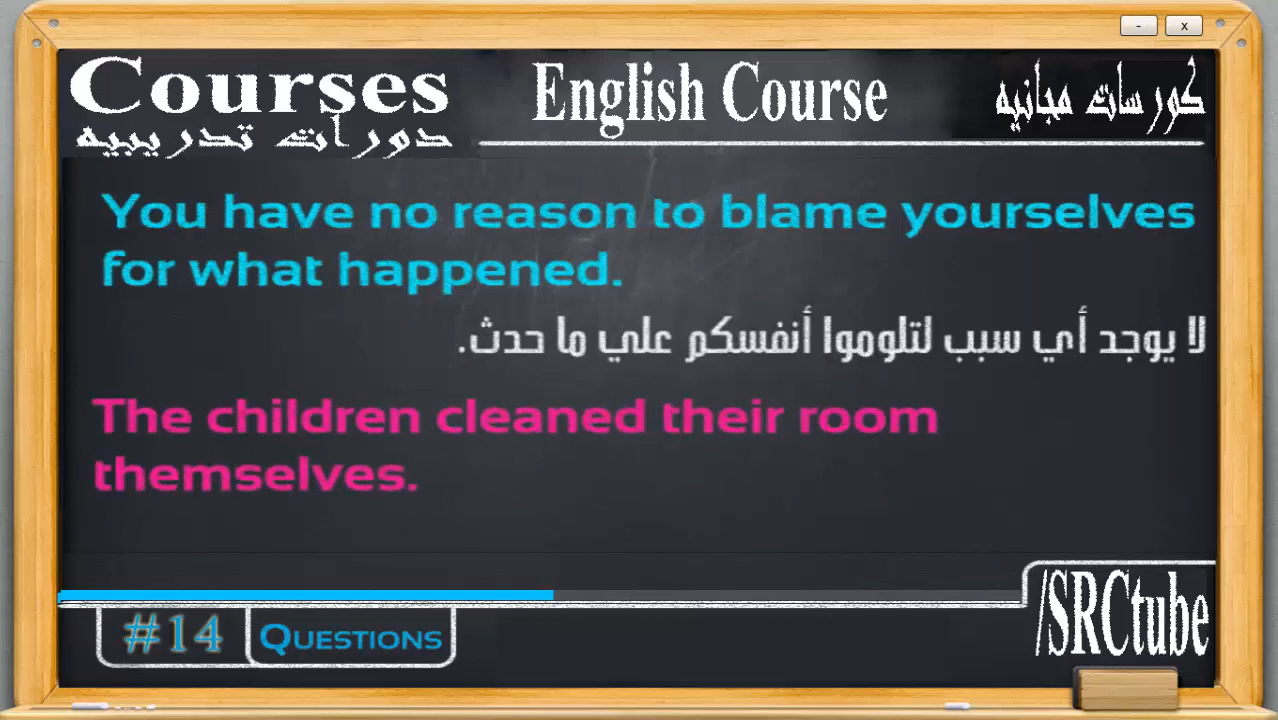 - x
Courses
دورات تدريبيه
English Course
كورسات مجانيه
You have no reason to blame yourselves
for what happened.
لا يوجد أي سبب لتلوموا أنفسكم علي ما حدث.
The children cleaned their room
themselves.
#14
Questions
/SRCtube